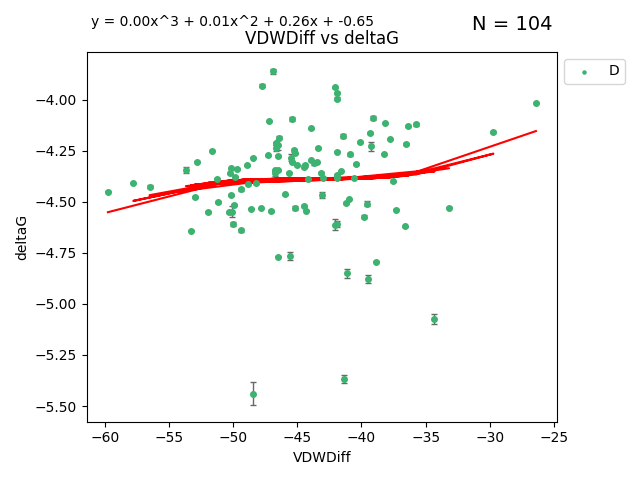 y = 0.00x^3 + 0.01x^2 + 0.26x + -0.65
N = 104
VDWDiff vs deltaG
D
−4.00
−4.25
−4.50
−4.75
−5.00
−5.25
−5.50
deltaG
−60 −55 −50 −45 −40 −35 −30 −25
VDWDiff